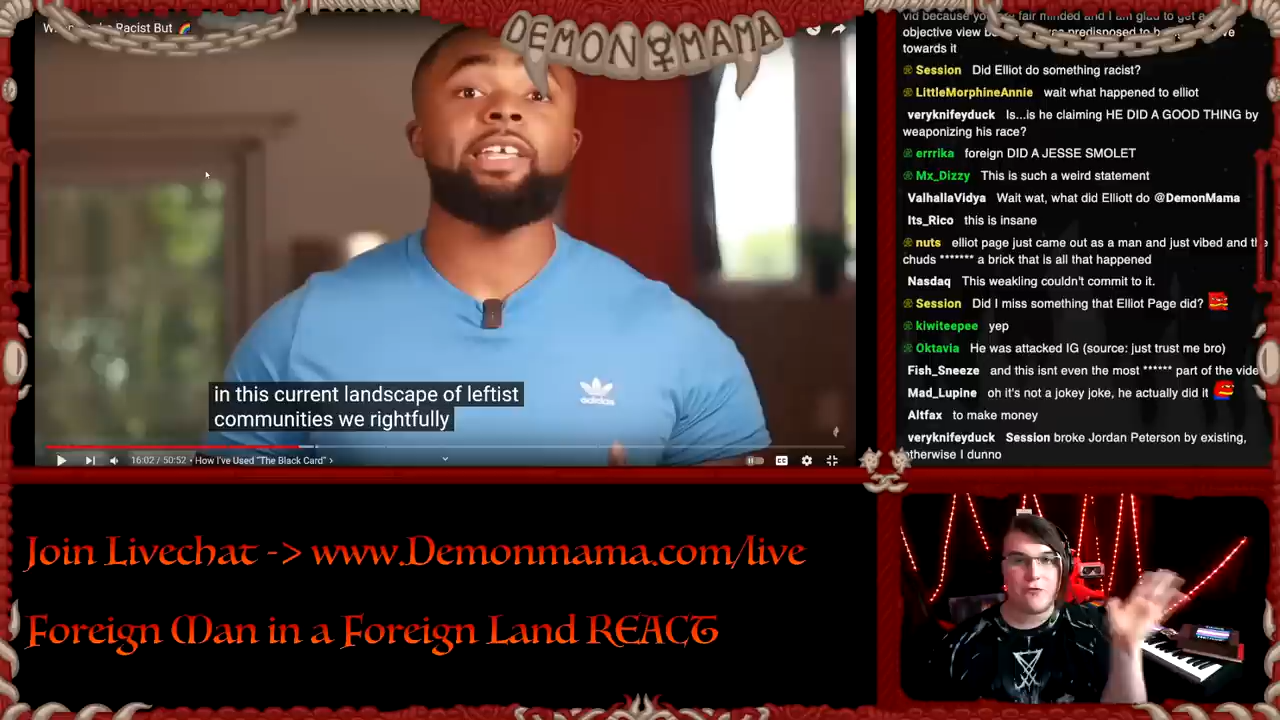 Racist But
DEMON MAMA
in this current landscape of leftist
communities we rightfully
adidas
16:02 / 50:52 • How I've Used "The Black Card" ›
Join Livechat -> www.Demonmama.com/live
Foreign Man in a Foreign Land REACT
vid because fair minded and I am glad to get
objective view predisposed to
towards it
Session Did Elliot do something racist?
LittleMorphineAnnie wait what happened to elliot
veryknifeyduck Is...is he claiming HE DID A GOOD THING by
weaponizing his race?
errrika foreign DID A JESSE SMOLET
Mx_Dizzy This is such a weird statement
ValhallaVidya Wait wat, what did Elliott do @DemonMama
Its_Rico this is insane
nuts elliot page just came out as a man and just vibed and the
chuds ******* a brick that is all that happened
Nasdaq This weakling couldn't commit to it.
Session Did I miss something that Elliot Page did?
kiwiteepee yep
Oktavia He was attacked IG (source: just trust me bro)
Fish_Sneeze and this isnt even the most ****** part of the vide
Mad_Lupine oh it's not a jokey joke, he actually did it
Altfax to make money
veryknifeyduck Session broke Jordan Peterson by existing,
otherwise I dunno